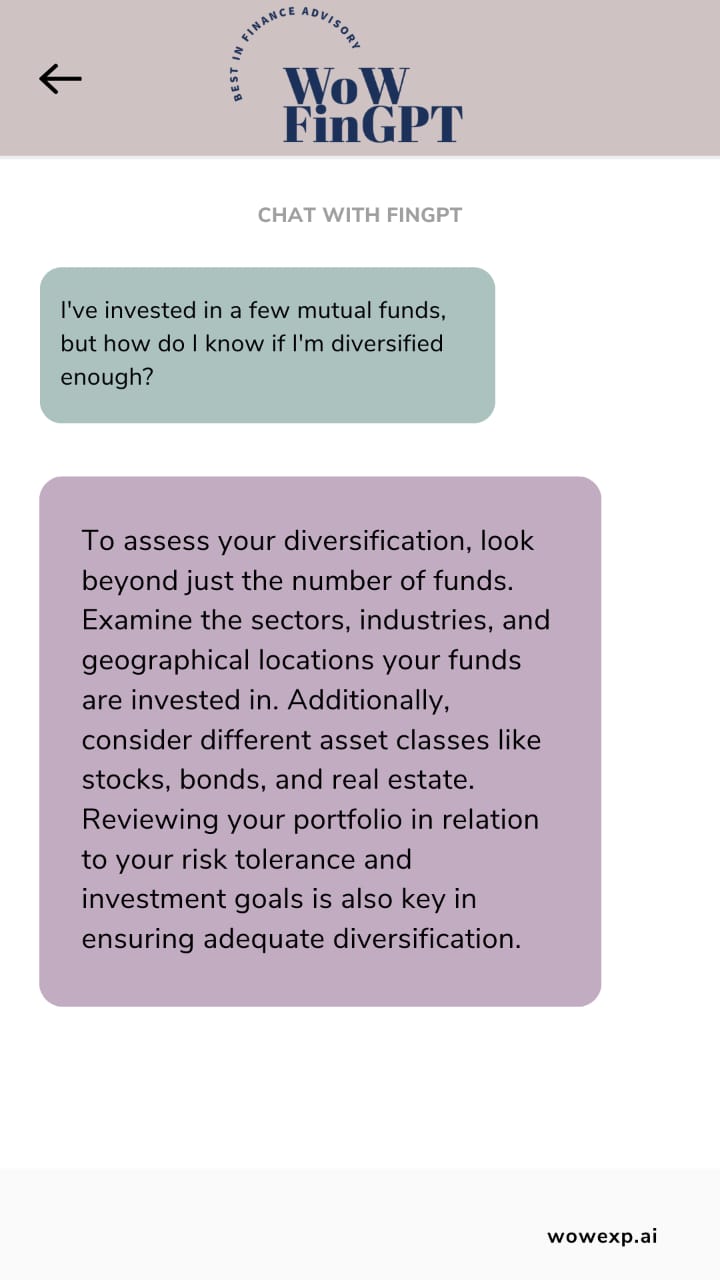 BEST IN FINANCE ADVISORY
WoW
FinGPT
CHAT WITH FINGPT
I've invested in a few mutual funds,
but how do I know if I'm diversified
enough?
To assess your diversification, look
beyond just the number of funds.
Examine the sectors, industries, and
geographical locations your funds
are invested in. Additionally,
consider different asset classes like
stocks, bonds, and real estate.
Reviewing your portfolio in relation
to your risk tolerance and
investment goals is also key in
ensuring adequate diversification.
wowexp.ai